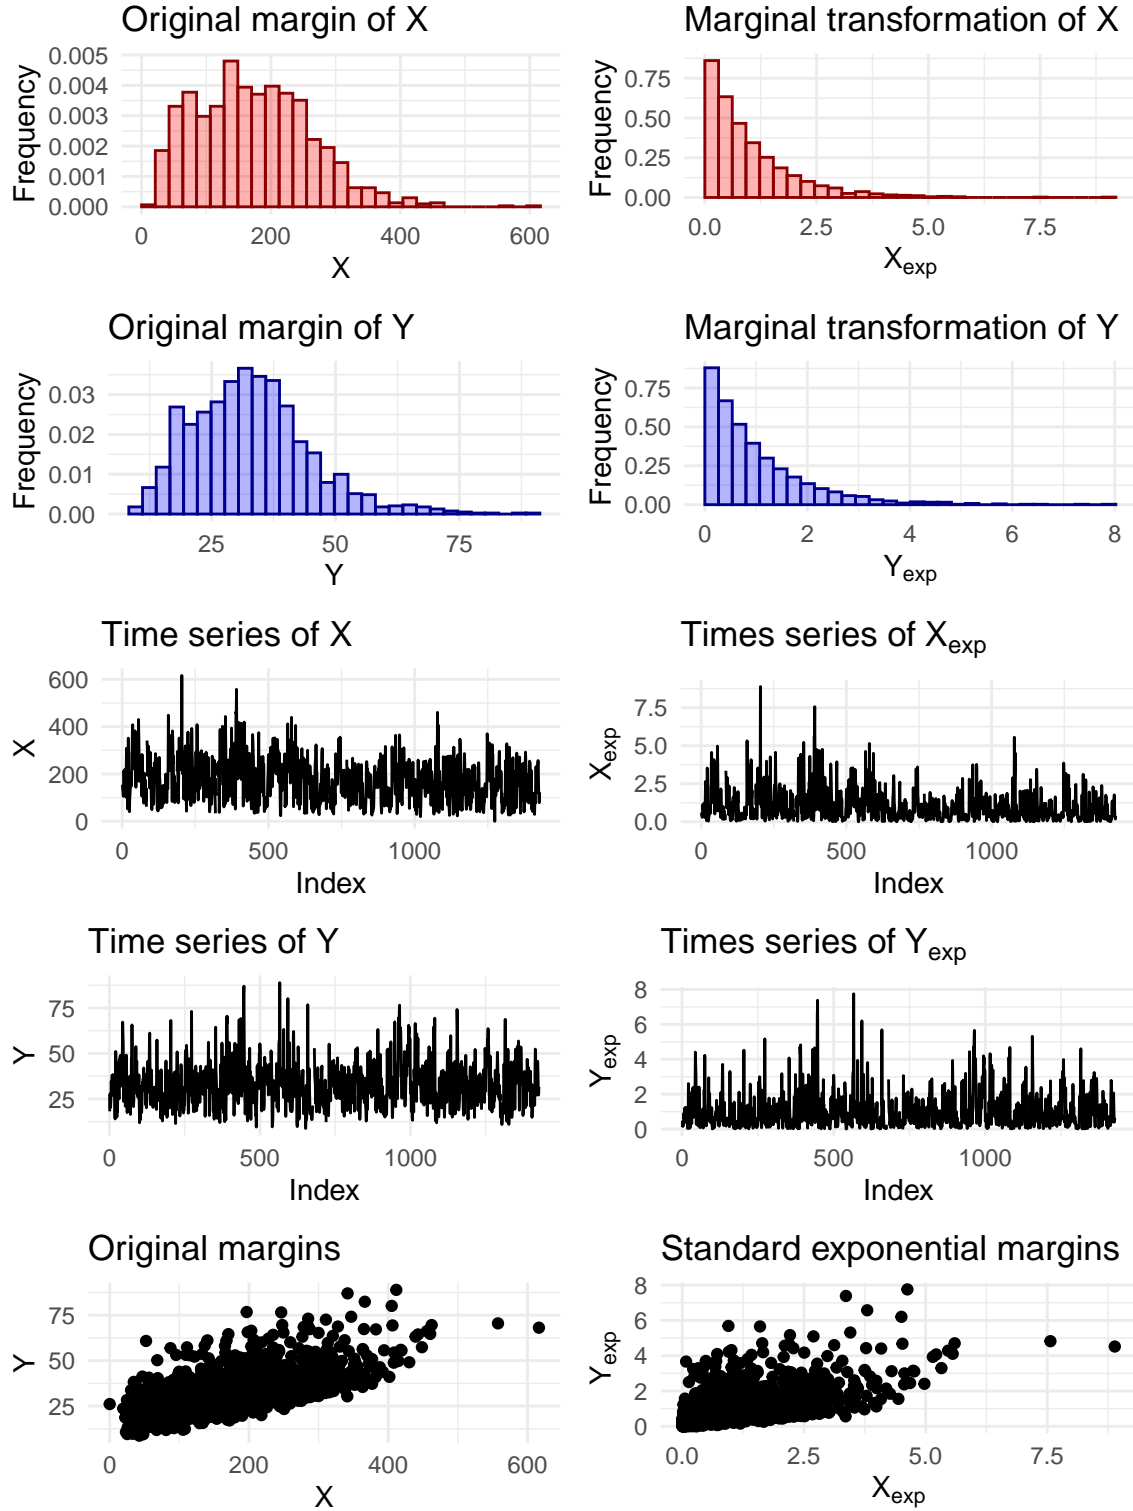 Original margin of X
Marginal transformation of X
Frequency
0.005
0.004
0.003
0.002
0.001
0.000
0
200
400
600
X
Frequency
0.75
0.50
0.25
0.00
0.0
2.5
5.0
7.5
Xexp
Original margin of Y
Marginal transformation of Y
Frequency
0.03
0.02
0.01
0.00
25
50
75
Y
Frequency
0.75
0.50
0.25
0.00
0
2
4
6
8
Yexp
Time series of X
Times series of Xexp
X
600
400
200
0
0
500
1000
Index
Xexp
7.5
5.0
2.5
0.0
0
500
1000
Index
Time series of Y
Times series of Yexp
Y
75
50
25
0
500
1000
Index
Yexp
8
6
4
2
0
0
500
1000
Index
Original margins
Standard exponential margins
Y
75
50
25
0
200
400
600
X
Yexp
8
6
4
2
0
0.0
2.5
5.0
7.5
Xexp